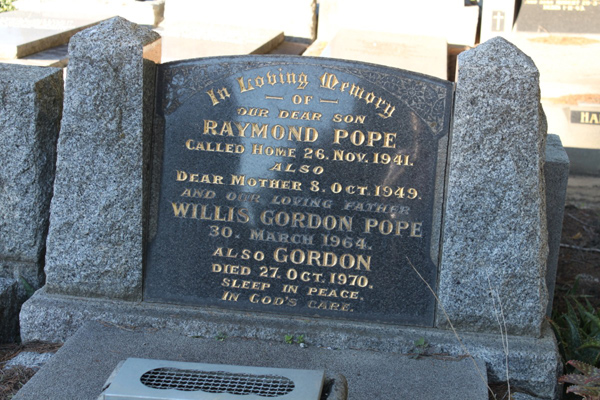 In Loving Memory
— OF —
OUR DEAR SON
RAYMOND POPE
CALLED HOME 26. NOV. 1941.
ALSO
DEAR MOTHER 8. OCT. 1949.
AND OUR LOVING FATHER
WILLIS GORDON POPE
30. MARCH 1964.
ALSO GORDON
DIED 27. OCT. 1970.
SLEEP IN PEACE,
IN GOD'S CARE.